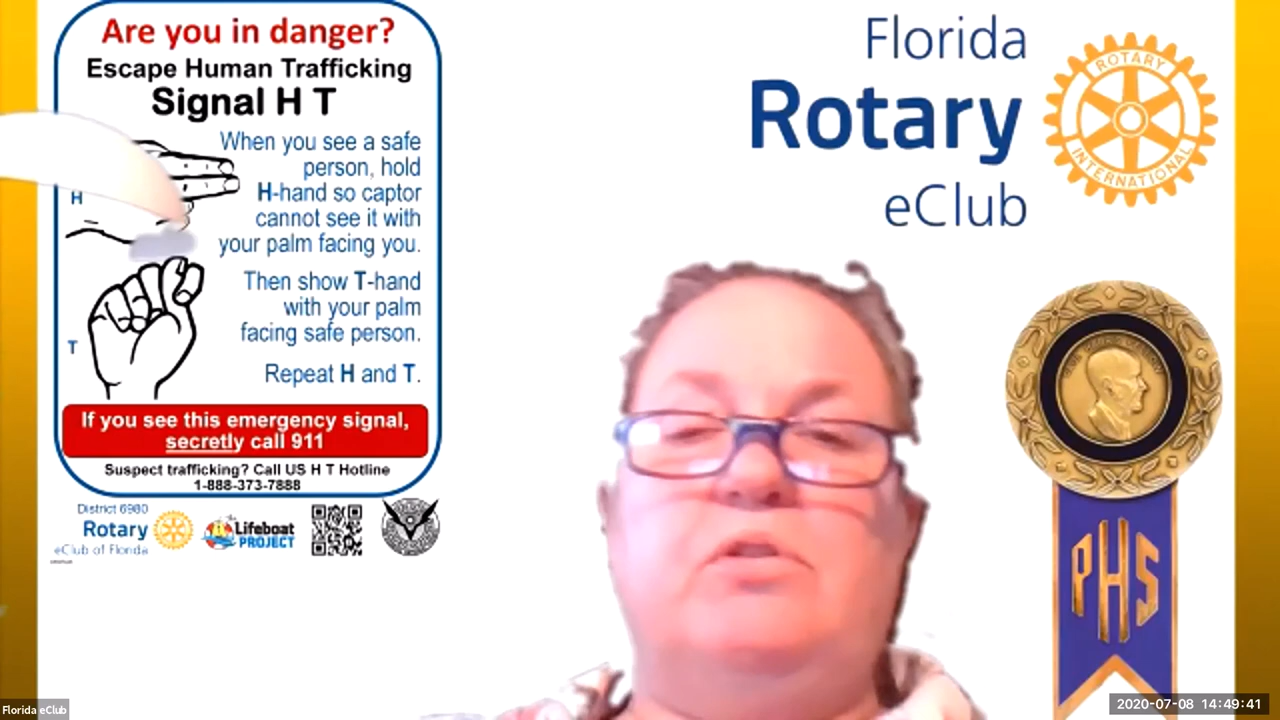 Are you in danger?
Escape Human Trafficking
Signal H T
When you see a safe
person, hold
H-hand so captor
cannot see it with
your palm facing you.
H
Then show T-hand
with your palm
facing safe person.
T
Repeat H and T.
If you see this emergency signal,
secretly call 911
Suspect trafficking? Call US H T Hotline
1-888-373-7888
District 6980
Rotary
eClub of Florida
The
Lifeboat
PROJECT
Florida
Rotary
eClub
ROTARY
INTERNATIONAL
PHS
Florida eClub
2020-07-08 14:49:41